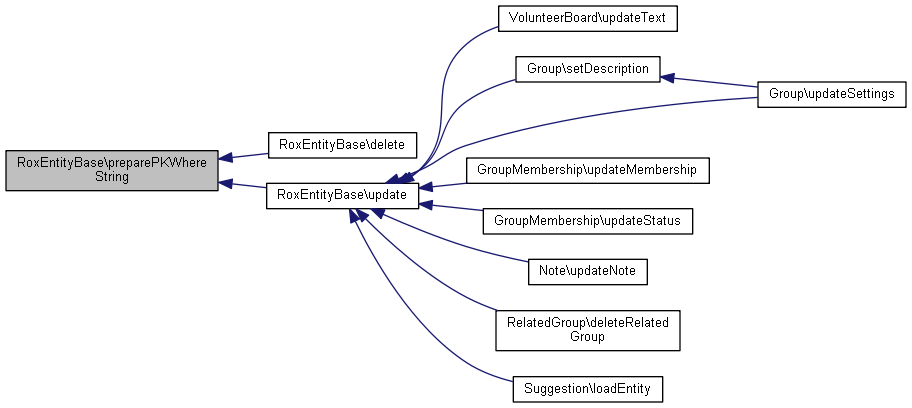 VolunteerBoard\updateText
Group\setDescription
Group\updateSettings
RoxEntityBase\delete
RoxEntityBase\preparePKWhere
String
GroupMembership\updateMembership
RoxEntityBase\update
GroupMembership\updateStatus
Note\updateNote
RelatedGroup\deleteRelated
Group
Suggestion\loadEntity